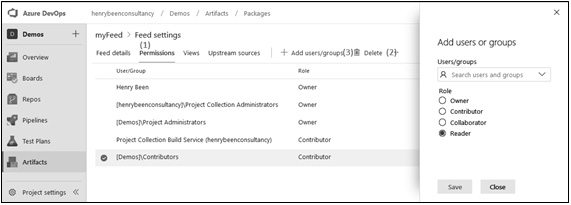 Azure DevOps
henrybeenconsultancy / Demos / Artifacts / Packages
D Demos +
Overview
Boards
Repos
Pipelines
Test Plans
Artifacts
Project settings
myFeed > Feed settings
(1)
Feed details Permissions Views Upstream sources + Add users/groups(3) Delete (2)
User/Group Role
Henry Been Owner
[henrybeenconsultancy]\Project Collection Administrators Owner
[Demos]\Project Administrators Owner
Project Collection Build Service (henrybeenconsultancy) Contributor
[Demos]\Contributors Contributor
Add users or groups
Users/groups
Search users and groups
Role
Owner
Contributor
Collaborator
Reader
Save Close